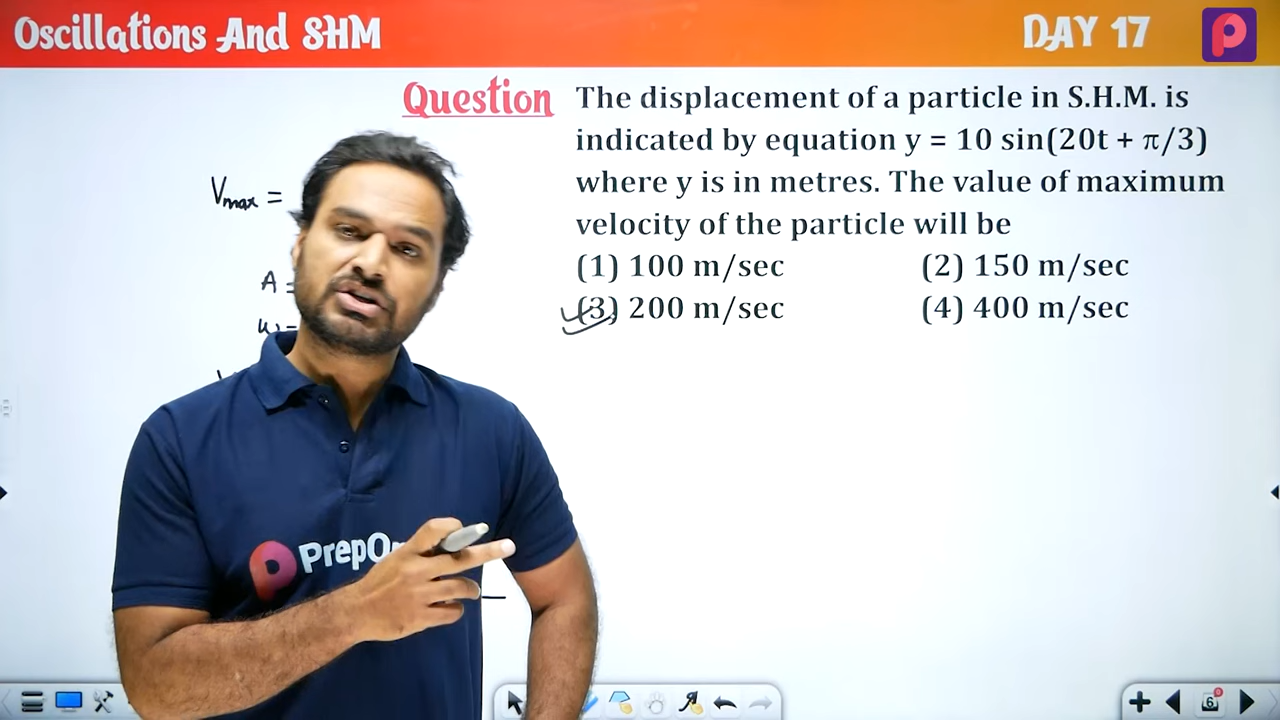 Oscillations And SHM
DAY 17
Question
The displacement of a particle in S.H.M. is
indicated by equation y = 10 sin(20t + π/3)
where y is in metres. The value of maximum
velocity of the particle will be
(1) 100 m/sec
(2) 150 m/sec
(3) 200 m/sec
(4) 400 m/sec
Vmax =
A =
ω =
PrepO
6